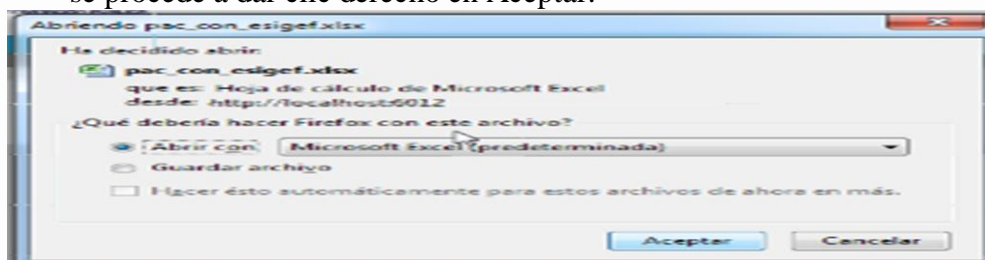 se procede a dar clic derecho en Aceptar.
Abriendo pac_con_esigef.xlsx
Ha decidido abrir:
pac_con_esigef.xlsx
que es: Hoja de cálculo de Microsoft Excel
desde: http://localhost:6012
¿Qué debería hacer Firefox con este archivo?
Abrir con Microsoft Excel (predeterminada)
Guardar archivo
Hacer ésto automáticamente para estos archivos de ahora en más.
Aceptar Cancelar